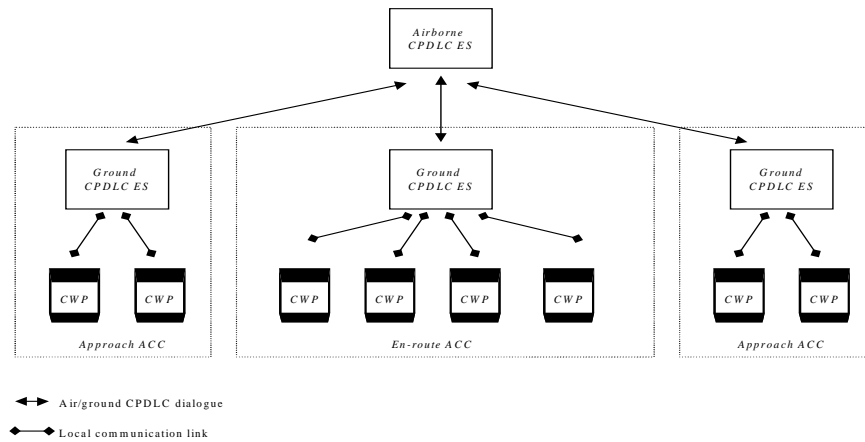 Airborne
CPDLC ES
Ground
CPDLC ES
Ground
CPDLC ES
Ground
CPDLC ES
CWP
CWP
CWP
CWP
CWP
CWP
CWP
CWP
Approach ACC
En-route ACC
Approach ACC
Air/ground CPDLC dialogue
Local communication link